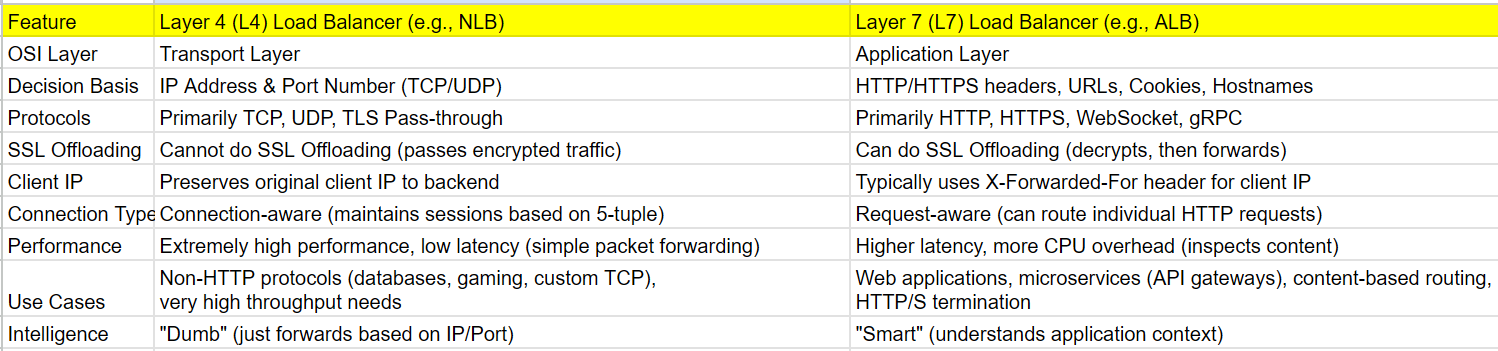 Feature Layer 4 (L4) Load Balancer (e.g., NLB) Layer 7 (L7) Load Balancer (e.g., ALB)
OSI Layer Transport Layer Application Layer
Decision Basis IP Address & Port Number (TCP/UDP) HTTP/HTTPS headers, URLs, Cookies, Hostnames
Protocols Primarily TCP, UDP, TLS Pass-through Primarily HTTP, HTTPS, WebSocket, gRPC
SSL Offloading Cannot do SSL Offloading (passes encrypted traffic) Can do SSL Offloading (decrypts, then forwards)
Client IP Preserves original client IP to backend Typically uses X-Forwarded-For header for client IP
Connection Type Connection-aware (maintains sessions based on 5-tuple) Request-aware (can route individual HTTP requests)
Performance Extremely high performance, low latency (simple packet forwarding) Higher latency, more CPU overhead (inspects content)
Non-HTTP protocols (databases, gaming, custom TCP), Web applications, microservices (API gateways), content-based routing,
Use Cases very high throughput needs HTTP/S termination
Intelligence "Dumb" (just forwards based on IP/Port) "Smart" (understands application context)